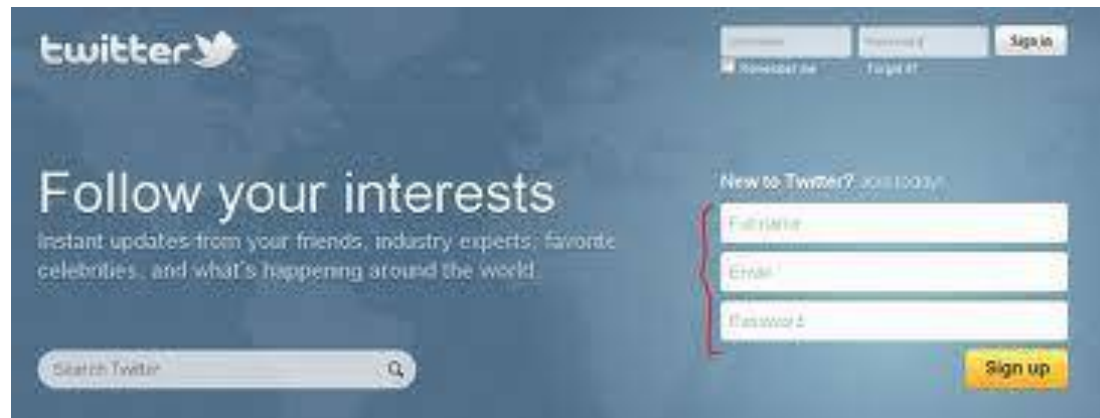 twitter
Username Password Sign in
Remember me Forgot it?
Follow your interests
Instant updates from your friends, industry experts, favorite
celebrities, and what's happening around the world.
New to Twitter? Join today!
Full name
Email
Password
Search Twitter
Sign up